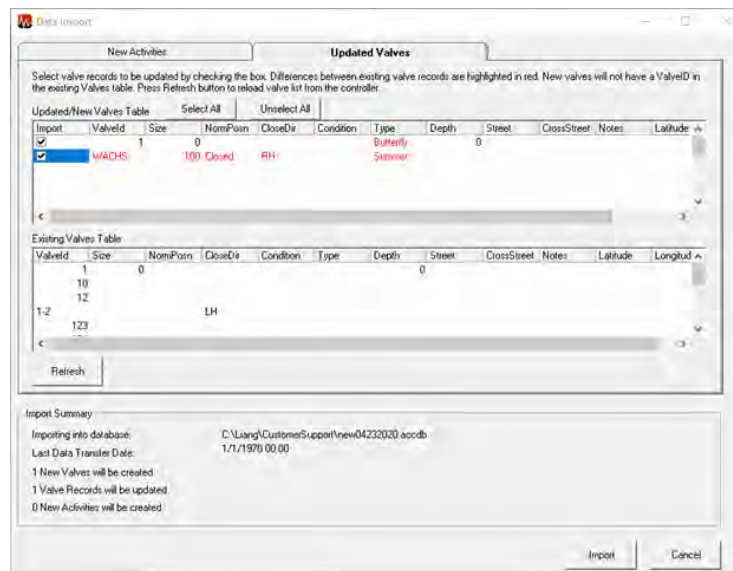 Data Import
New Activities Updated Valves
Select valve records to be updated by checking the box. Differences between existing valve records are highlighted in red. New valves will not have a ValveID in
the existing Valves table. Press Refresh button to reload valve list from the controller.
Updated/New Valves Table Select All Unselect All
Import ValveId Size NormPosn CloseDir Condition Type Depth Street CrossStreet Notes Latitude
1 0 Butterfly 0
WACHS 100 Closed RH
Existing Valves Table
ValveId Size NormPosn CloseDir Condition Type Depth Street CrossStreet Notes Latitude Longitud
1 0 0
10
12
1-2 LH
123
Refresh
Import Summary
Importing into database: C:\Liang\CustomerSupport\new04232020.accdb
Last Data Transfer Date: 1/1/1970 00:00
1 New Valves will be created
1 Valve Records will be updated
0 New Activities will be created
Import Cancel